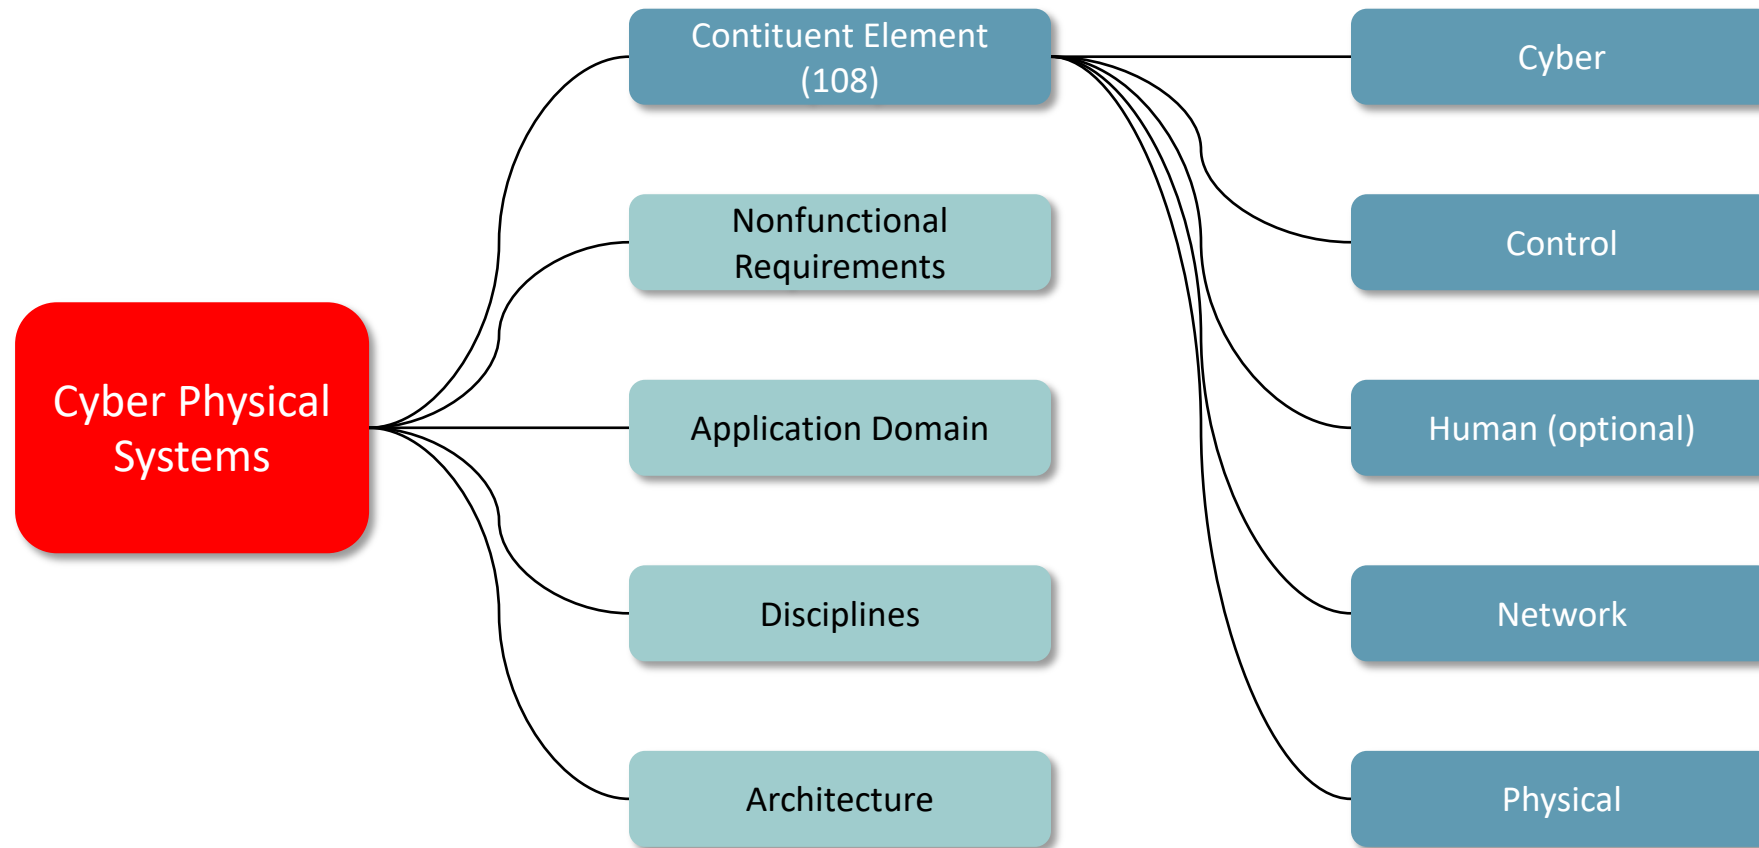 Cyber Physical
Systems
Contituent Element
(108)
Nonfunctional
Requirements
Application Domain
Disciplines
Architecture
Cyber
Control
Human (optional)
Network
Physical